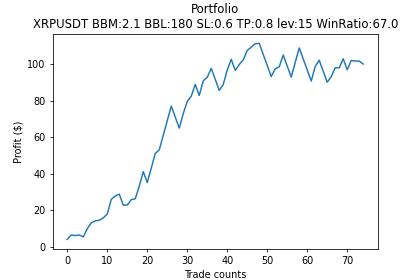 Portfolio
XRPUSDT BBM:2.1 BBL:180 SL:0.6 TP:0.8 lev:15 WinRatio:67.0
100
80
60
40
20
0
Profit ($)
0 10 20 30 40 50 60 70
Trade counts